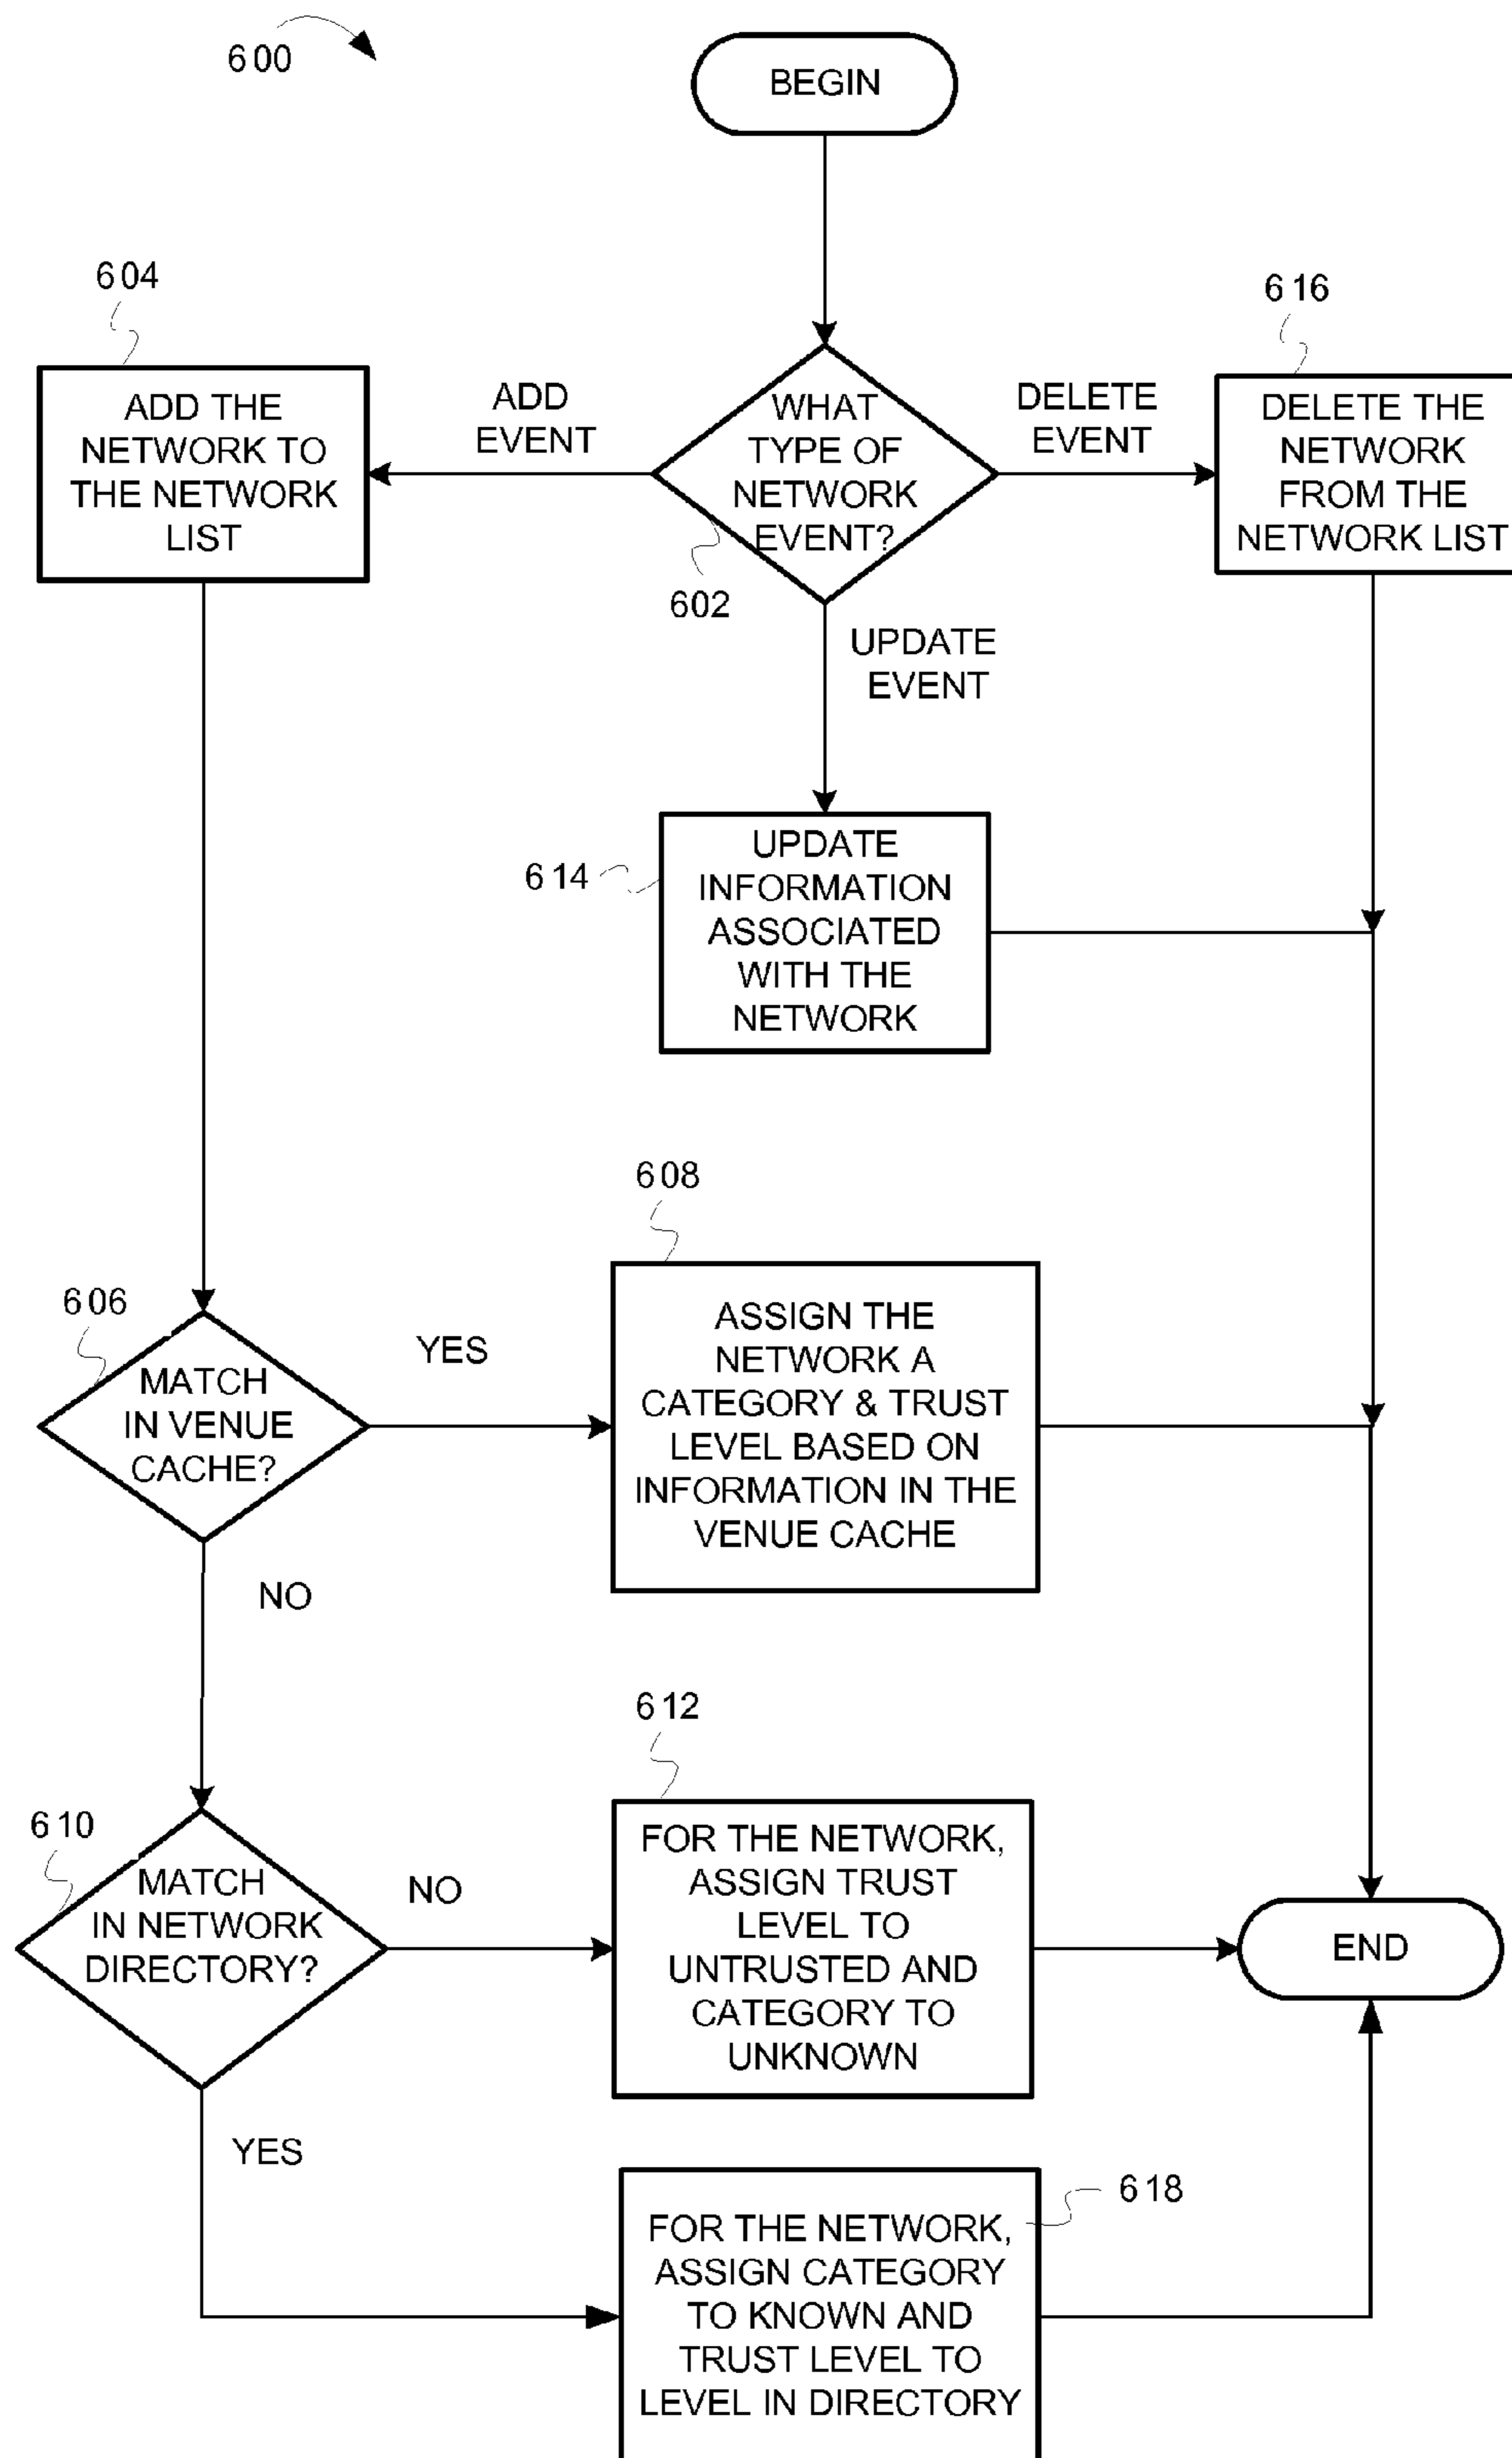 600
BEGIN
604
ADD THE
NETWORK TO
THE NETWORK
LIST
ADD
EVENT
WHAT
TYPE OF
NETWORK
EVENT?
602
DELETE
EVENT
616
DELETE THE
NETWORK
FROM THE
NETWORK LIST
UPDATE
EVENT
614
UPDATE
INFORMATION
ASSOCIATED
WITH THE
NETWORK
606
MATCH
IN VENUE
CACHE?
YES
608
ASSIGN THE
NETWORK A
CATEGORY & TRUST
LEVEL BASED ON
INFORMATION IN THE
VENUE CACHE
NO
610
MATCH
IN NETWORK
DIRECTORY?
NO
612
FOR THE NETWORK,
ASSIGN TRUST
LEVEL TO
UNTRUSTED AND
CATEGORY TO
UNKNOWN
END
YES
618
FOR THE NETWORK,
ASSIGN CATEGORY
TO KNOWN AND
TRUST LEVEL TO
LEVEL IN DIRECTORY